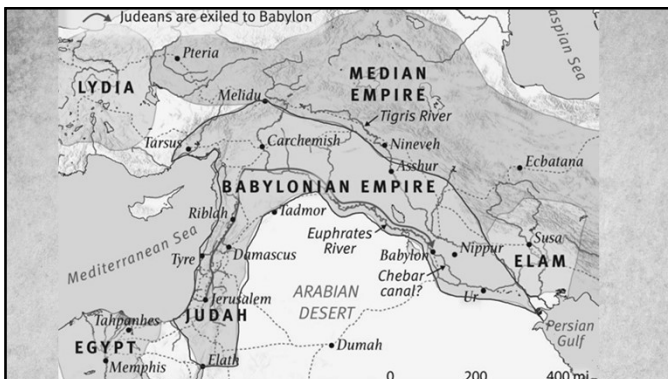 Judeans are exiled to Babylon
Caspian Sea
Pteria
LYDIA
MEDIAN
EMPIRE
Melidu
Tigris River
Tarsus
Carchemish
Nineveh
Asshur
Ecbatana
BABYLONIAN EMPIRE
Riblah
Tadmor
Mediterranean Sea
Euphrates
River
Susa
Tyre
Damascus
Babylon
Nippur
ELAM
Chebar
canal?
Jerusalem
ARABIAN
DESERT
Ur
JUDAH
Tahpanhes
Persian
Gulf
EGYPT
Dumah
Memphis
Elath
0 200 400 mi